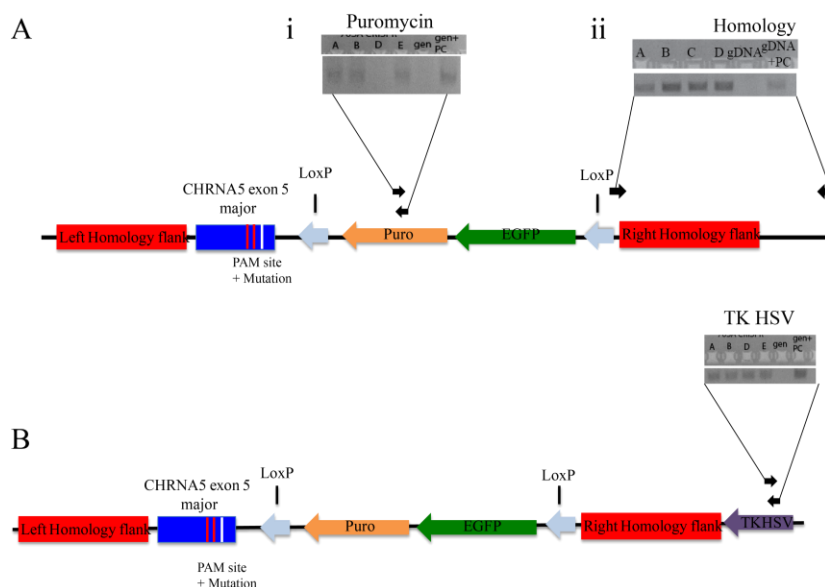 A
i
Puromycin
A B D E gen gen+ PC
ii
Homology
A B C D gDNA gDNA +PC
LoxP
LoxP
CHRNA5 exon 5
major
Left Homology flank
Puro
EGFP
Right Homology flank
PAM site
+ Mutation
TK HSV
A B D E gen gen+ PC
B
LoxP
LoxP
CHRNA5 exon 5
major
Left Homology flank
Puro
EGFP
Right Homology flank
TKHSV
PAM site
+ Mutation